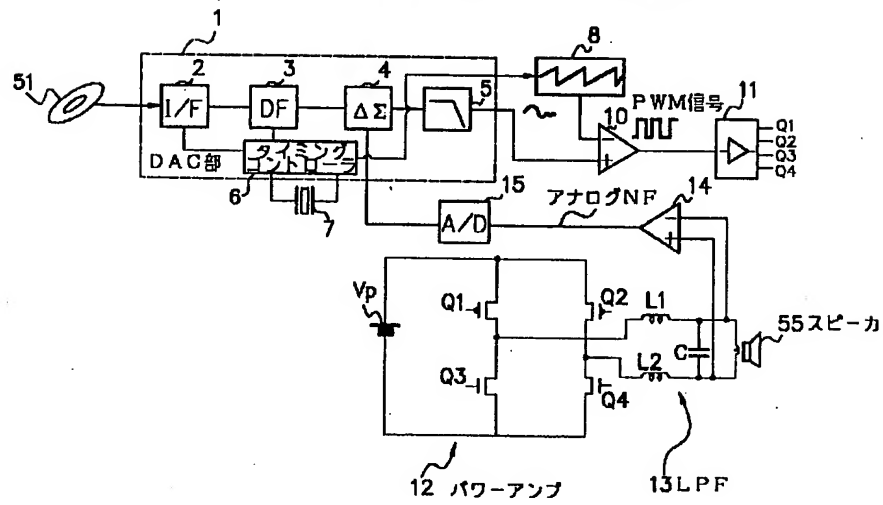 1
2
3
4
8
51
I/F
DF
ΔΣ
5
PWM信号
10
11
Q1
Q2
Q3
Q4
-
+
DAC部
タイミング
コントローラ
6
7
15
A/D
アナログNF
14
-
+
Vp
Q1
Q2
L1
55スピーカ
C
L2
Q3
Q4
12 パワーアンプ
13LPF